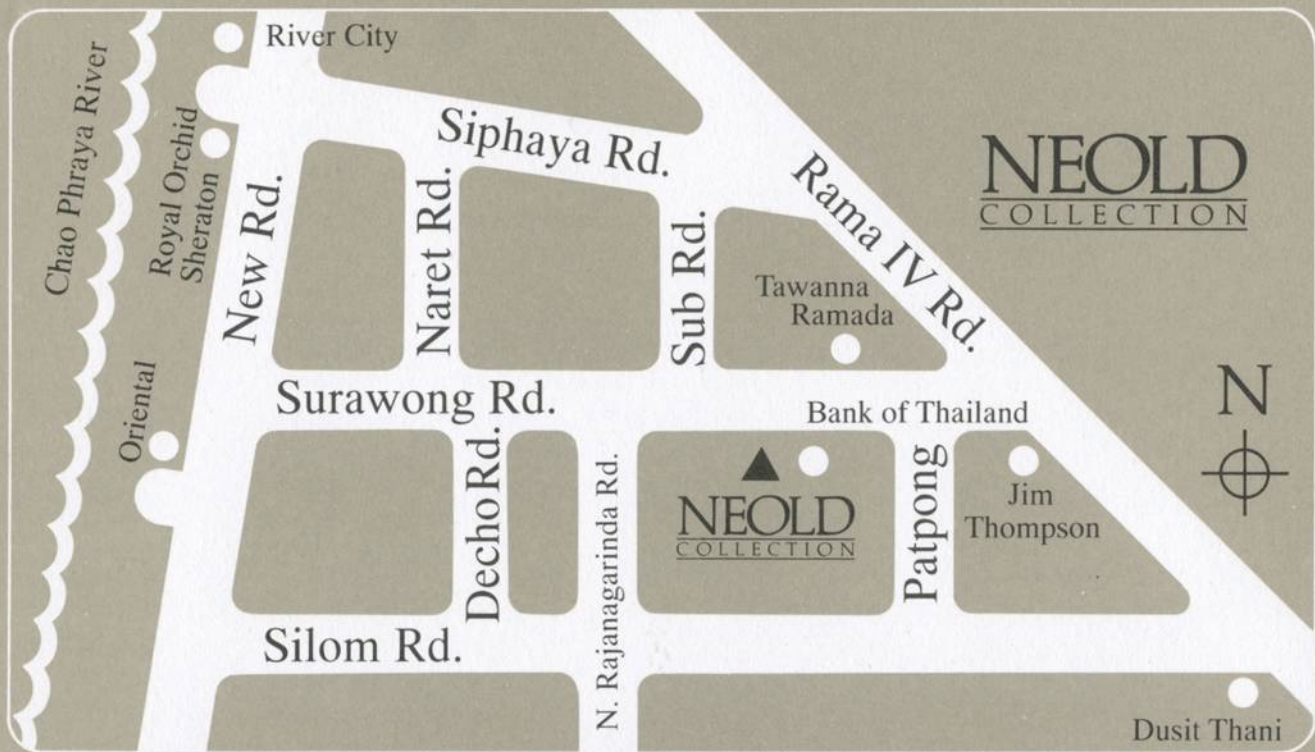 River City
Chao Phraya River
Royal Orchid
Sheraton
Siphaya Rd.
New Rd.
Naret Rd.
Sub Rd.
Rama IV Rd.
NEOLD
COLLECTION
Tawanna
Ramada
N
Oriental
Surawong Rd.
Bank of Thailand
Decho Rd.
N. Rajanagarinda Rd.
NEOLD
COLLECTION
Patpong
Jim
Thompson
Silom Rd.
Dusit Thani